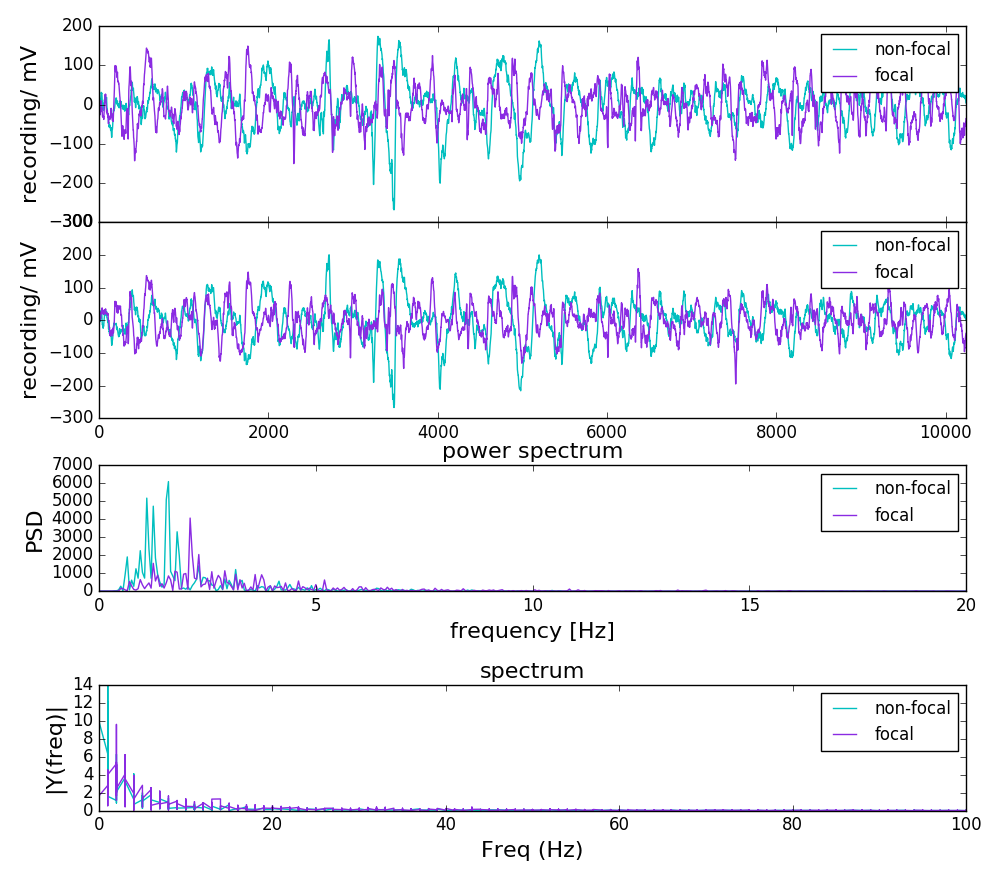 200
100
0
−100
−200
−300
recording/ mV
non-focal
focal
300
200
100
0
−100
−200
−300
recording/ mV
non-focal
focal
0 2000 4000 6000 8000 10000
power spectrum
7000
6000
5000
4000
3000
2000
1000
0
PSD
non-focal
focal
0 5 10 15 20
frequency [Hz]
spectrum
14
12
10
8
6
4
2
0
|Y(freq)|
non-focal
focal
0 20 40 60 80 100
Freq (Hz)